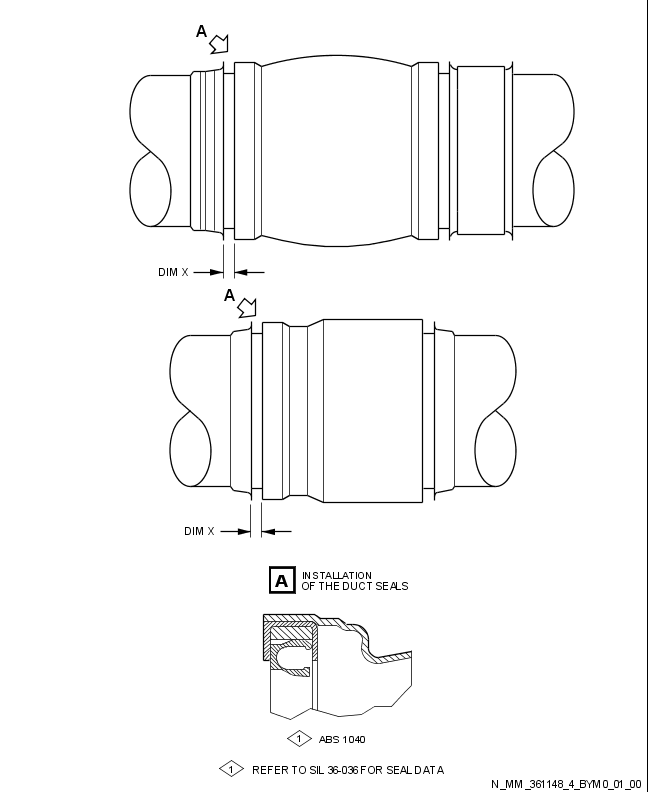 A
DIM X
A
DIM X
A INSTALLATION
OF THE DUCT SEALS
1 ABS 1040
1 REFER TO SIL 36-036 FOR SEAL DATA
N_MM_361148_4_BYM0_01_00